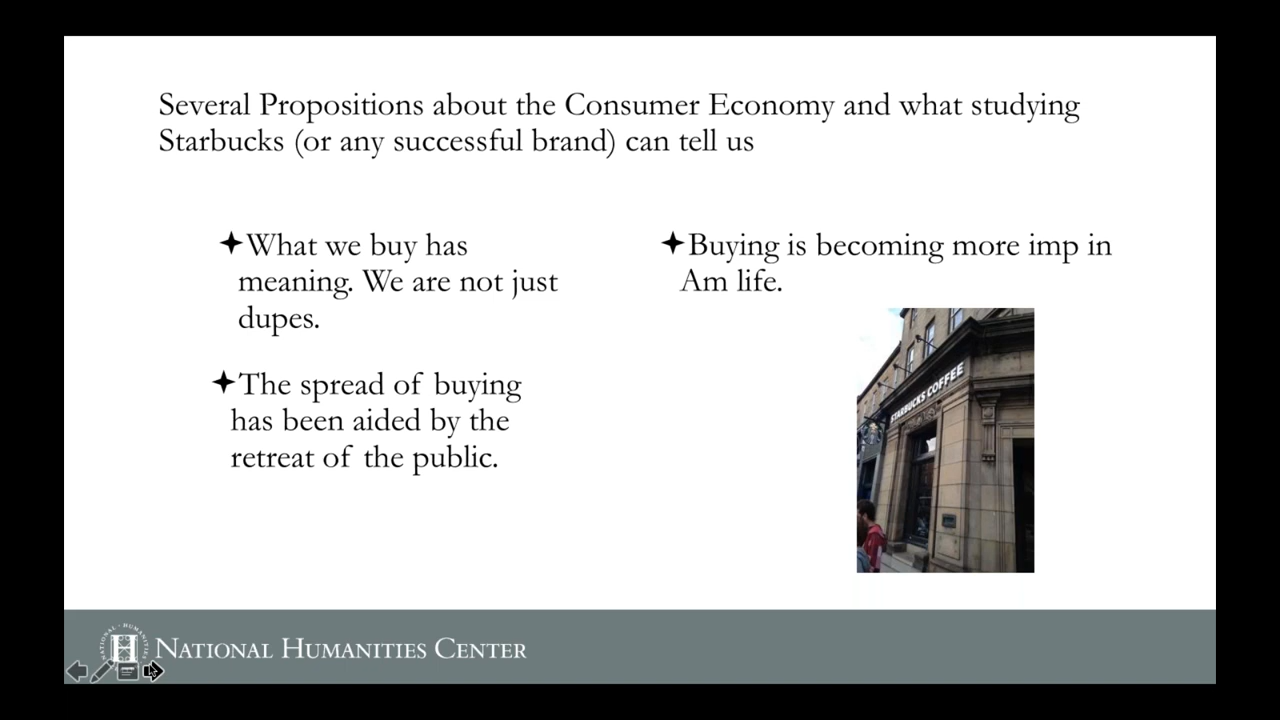 Several Propositions about the Consumer Economy and what studying
Starbucks (or any successful brand) can tell us
✦What we buy has
meaning. We are not just
dupes.
✦The spread of buying
has been aided by the
retreat of the public.
✦Buying is becoming more imp in
Am life.
STARBUCKS COFFEE
NATIONAL HUMANITIES
H
NATIONAL HUMANITIES CENTER